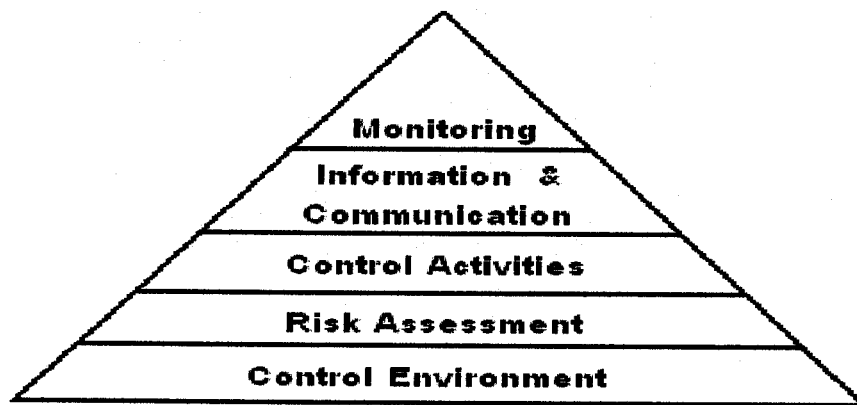 Monitoring
Information &
Communication
Control Activities
Risk Assessment
Control Environment